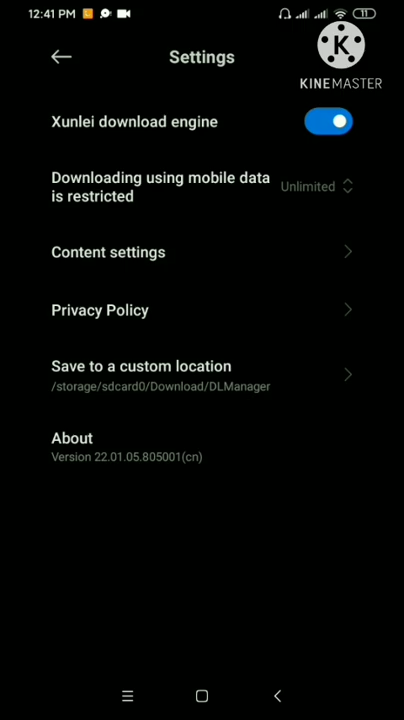 12:41 PM
11
Settings
K
KINEMASTER
Xunlei download engine
Downloading using mobile data
is restricted
Unlimited
Content settings
Privacy Policy
Save to a custom location
/storage/sdcard0/Download/DLManager
About
Version 22.01.05.805001(cn)